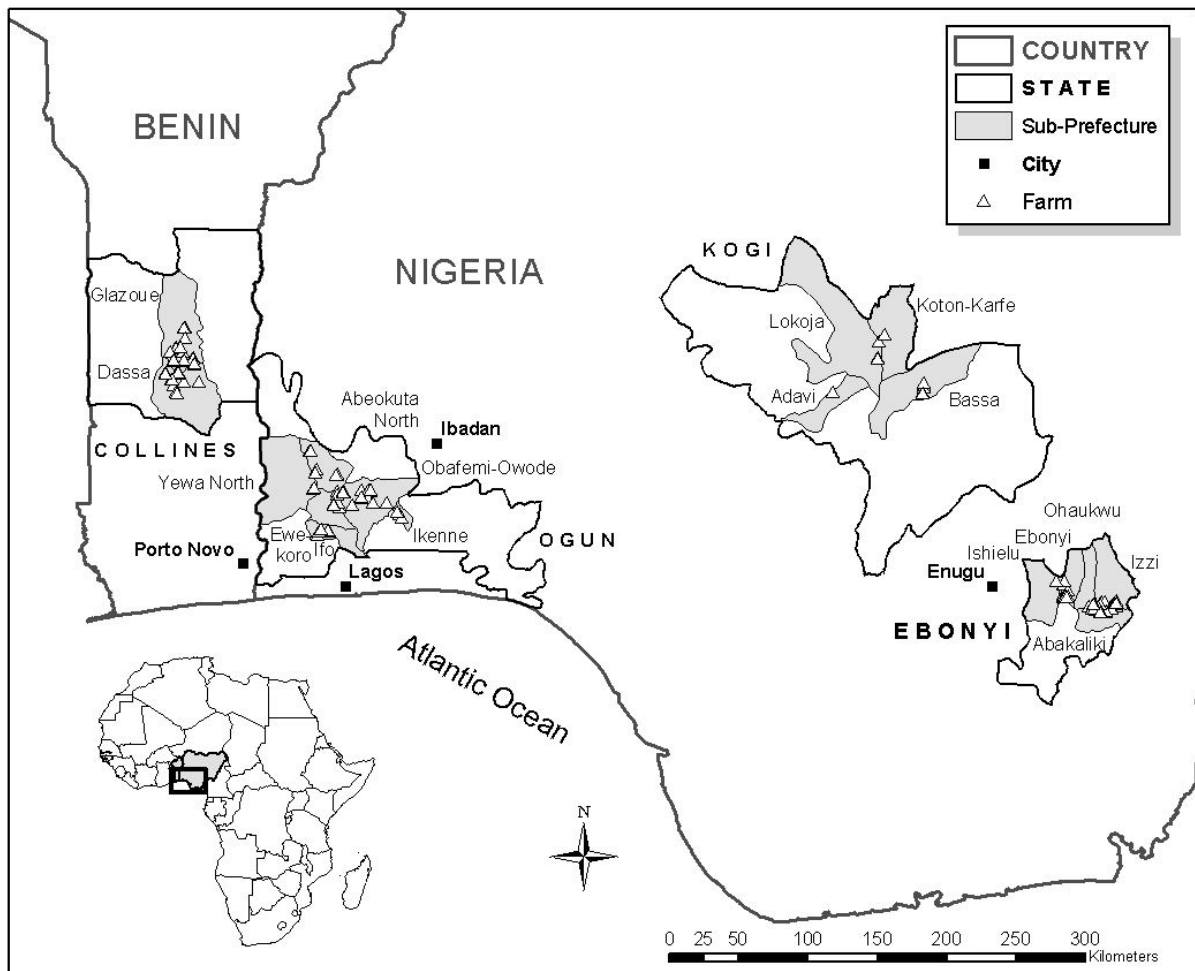 COUNTRY
STATE
Sub-Prefecture
City
Farm
BENIN
NIGERIA
KOGI
Glazoue
Koton-Karfe
Lokoja
Dassa
Adavi
Bassa
Abeokuta
North
Ibadan
COLLINES
Obafemi-Owode
Yewa North
Ohaukwu
Ebonyi
Ishielu
Izzi
Ewe-
koro
Ifo
Ikenne
OGUN
Porto Novo
Lagos
Enugu
EBONYI
Abakaliki
Atlantic Ocean
N
0 25 50 100 150 200 250 300
Kilometers